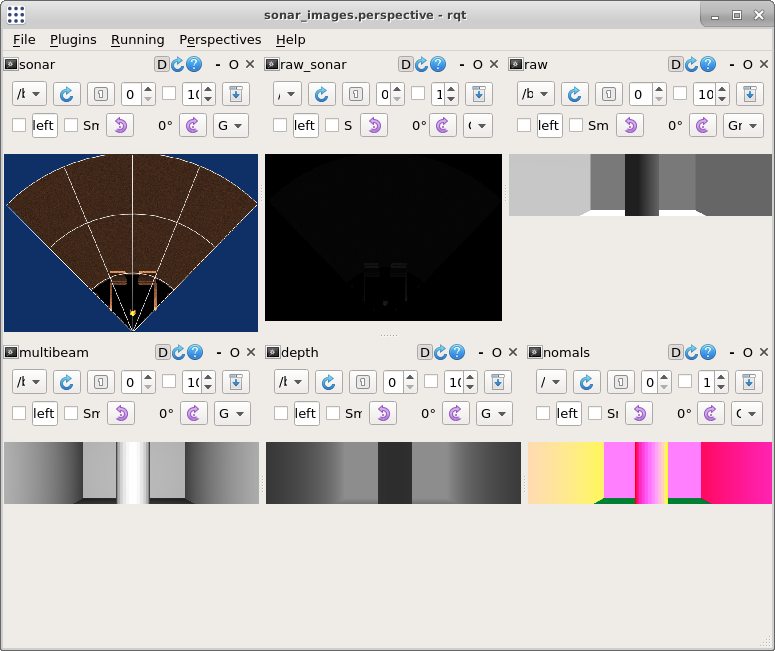 sonar_images.perspective - rqt
File Plugins Running Perspectives Help
sonar D - O
raw_sonar D - O
raw D - O
/b 0 10
/ 0 1
/b 0 10
left Sm 0° G
left S 0°
left Sm 0° Gr
multibeam D - O
depth D - O
nomals D - O
/b 0 10
/b 0 10
/ 0 1
left Sm 0° G
left Sm 0° G
left Sm 0°